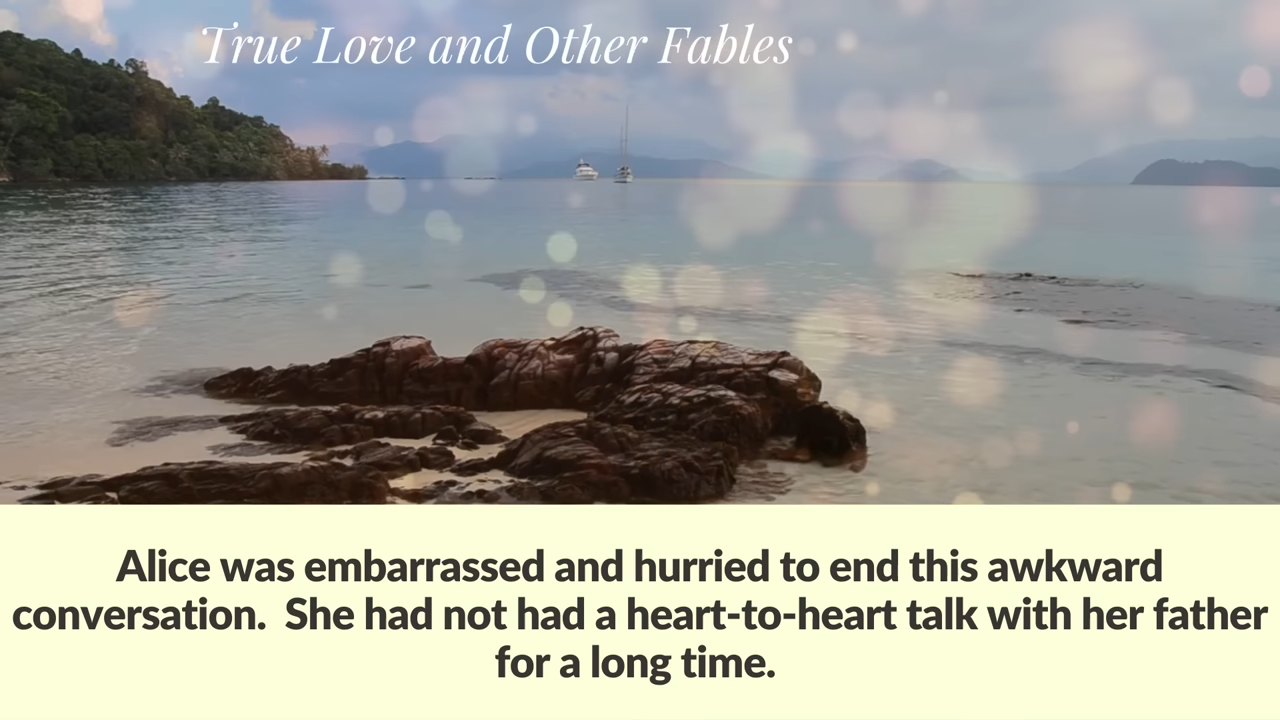 True Love and Other Fables
Alice was embarrassed and hurried to end this awkward
conversation.  She had not had a heart-to-heart talk with her father
for a long time.